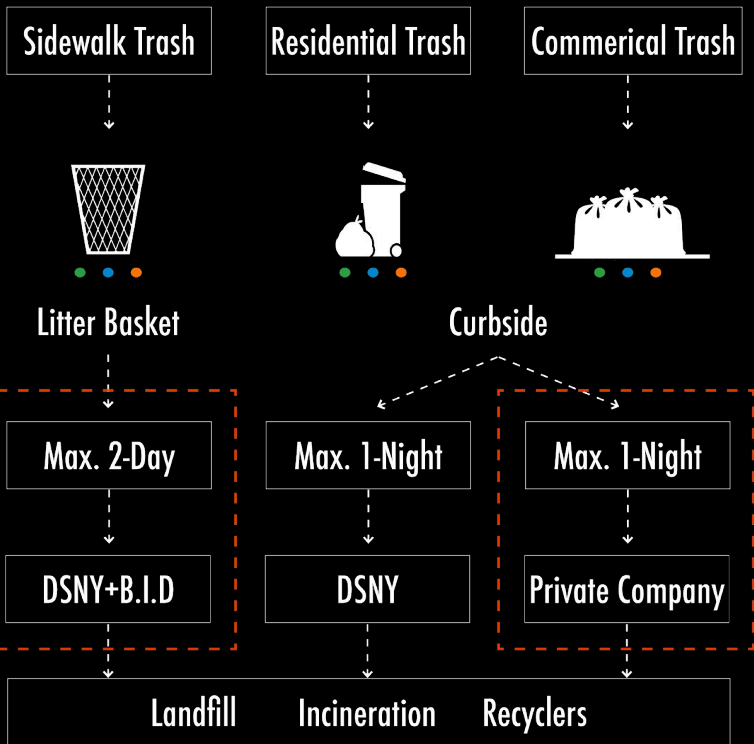 Sidewalk Trash
Residential Trash
Commerical Trash
Litter Basket
Curbside
Max. 2-Day
Max. 1-Night
Max. 1-Night
DSNY+B.I.D
DSNY
Private Company
Landfill
Incineration
Recyclers